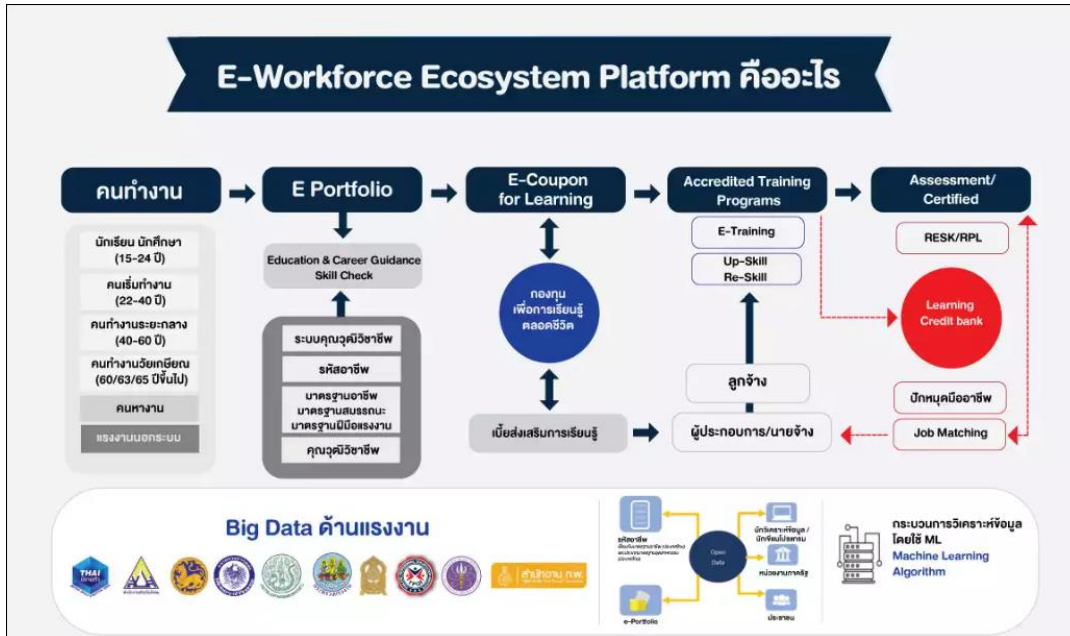 E-Workforce Ecosystem Platform คืออะไร
คนทำงาน
นักเรียน นักศึกษา
(15-24 ปี)
คนเริ่มทำงาน
(22-40 ปี)
คนทำงานระยะกลาง
(40-60 ปี)
คนทำงานวัยเกษียณ
(60/63/65 ปีขึ้นไป)
คนหางาน
แรงงานนอกระบบ
E Portfolio
Education & Career Guidance
Skill Check
ระบบคุณวุฒิวิชาชีพ
รหัสอาชีพ
มาตรฐานอาชีพ
มาตรฐานสมรรถนะ
มาตรฐานฝีมือแรงงาน
คุณวุฒิวิชาชีพ
E-Coupon
for Learning
กองทุน
เพื่อการเรียนรู้
ตลอดชีวิต
เบี้ยส่งเสริมการเรียนรู้
Accredited Training
Programs
E-Training
Up-Skill
Re-Skill
ลูกจ้าง
ผู้ประกอบการ/นายจ้าง
Assessment/
Certified
RESK/RPL
Learning
Credit bank
ปักหมุดมืออาชีพ
Job Matching
Big Data ด้านแรงงาน
THAI
สำนักงาน ก.พ.
รหัสอาชีพ
e-Portfolio
Open
Data
นักวิเคราะห์ข้อมูล /
นักเขียนโปรแกรม
หน่วยงานภาครัฐ
ประชาชน
กระบวนการวิเคราะห์ข้อมูล
โดยใช้ ML
Machine Learning
Algorithm